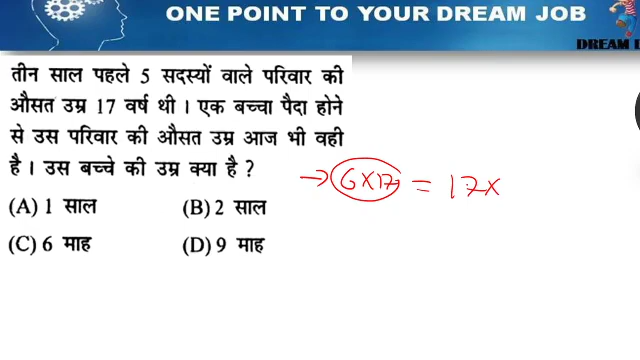 ONE POINT TO YOUR DREAM JOB
DREAM
तीन साल पहले 5 सदस्यों वाले परिवार की
औसत उम्र 17 वर्ष थी। एक बच्चा पैदा होने
से उस परिवार की औसत उम्र आज भी वही
है। उस बच्चे की उम्र क्या है ?
→ 6×17 = 17×
(A) 1 साल (B) 2 साल
(C) 6 माह (D) 9 माह